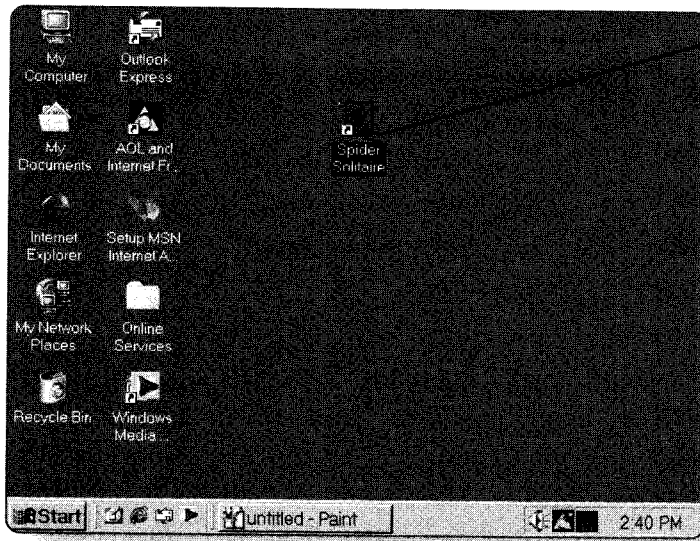 My
Computer
Outlook
Express
My
Documents
AOL and
Internet Fr...
Spider
Solitaire
Internet
Explorer
Setup MSN
Internet A...
My Network
Places
Online
Services
Recycle Bin
Windows
Media ...
Start
untitled - Paint
2:40 PM